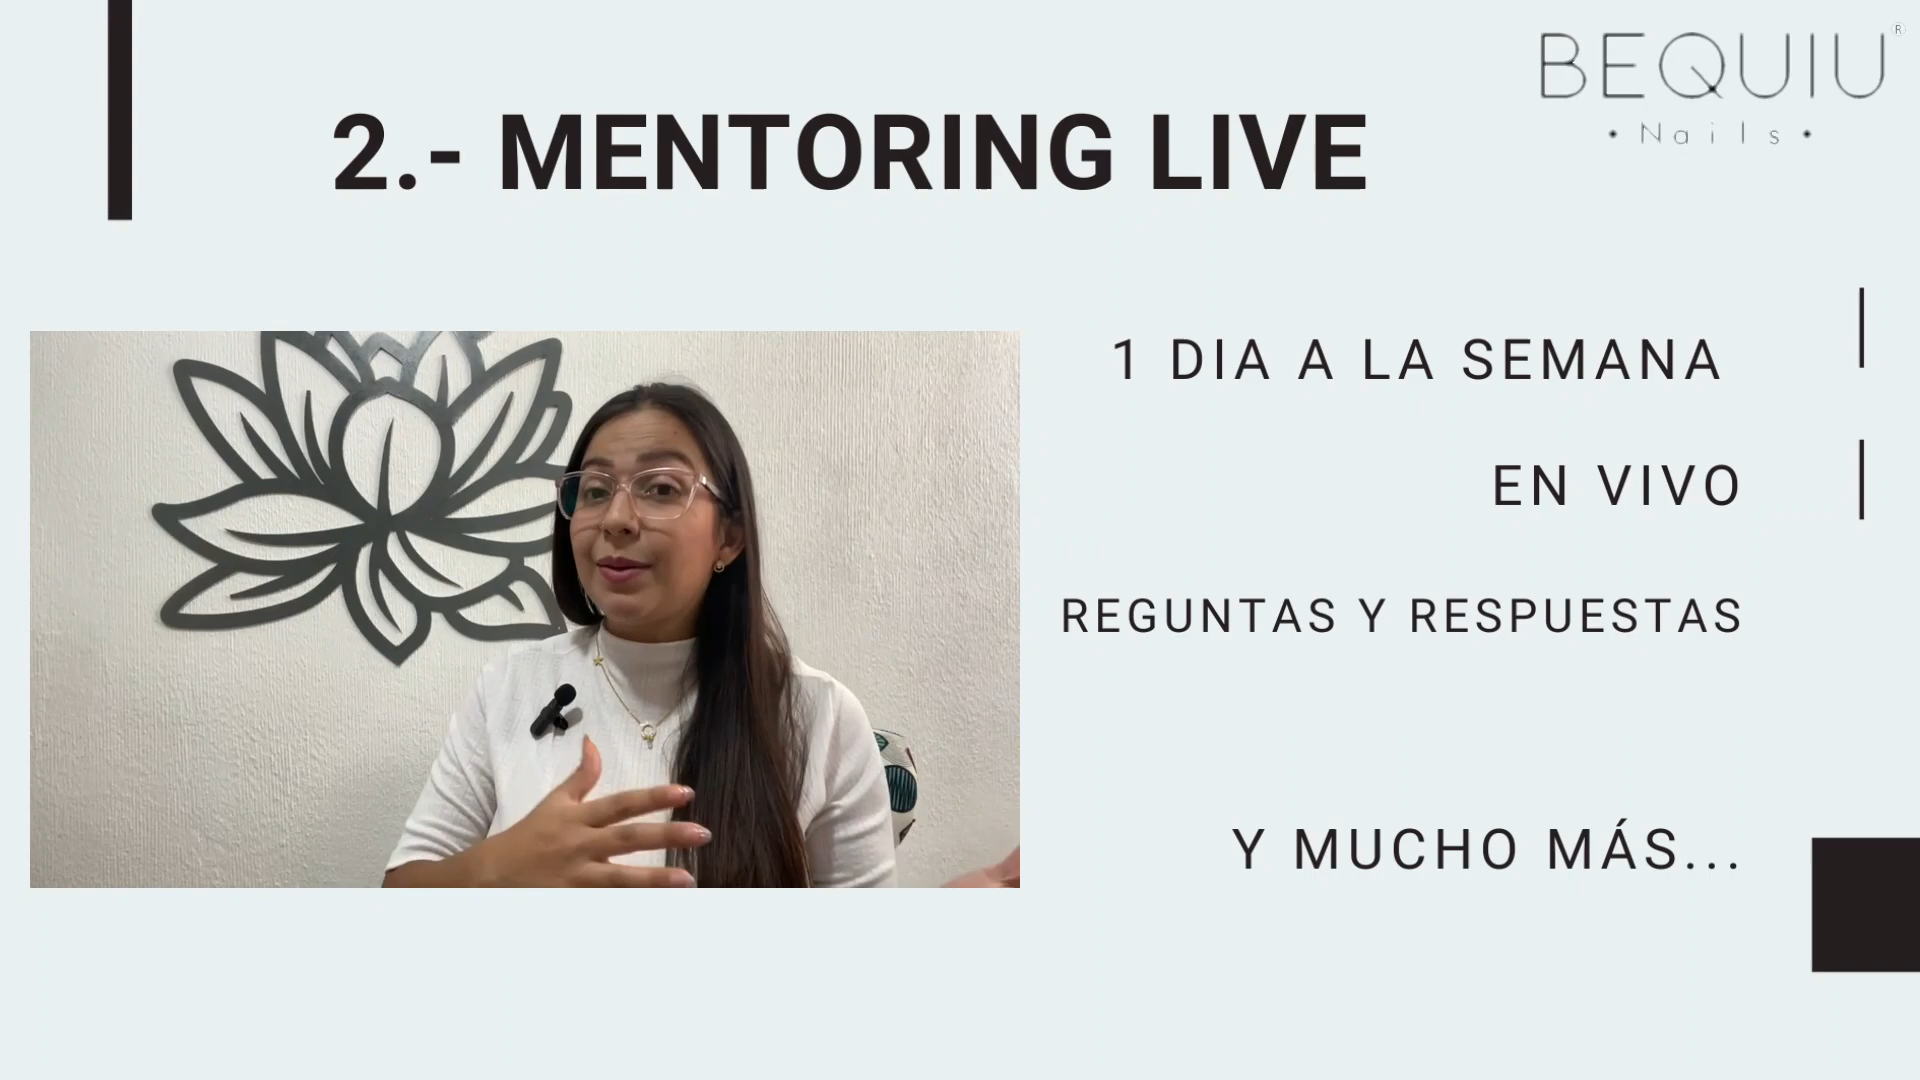 BEQUIU®
• Nails •
2.- MENTORING LIVE
1 DIA A LA SEMANA
EN VIVO
REGUNTAS Y RESPUESTAS
Y MUCHO MÁS...